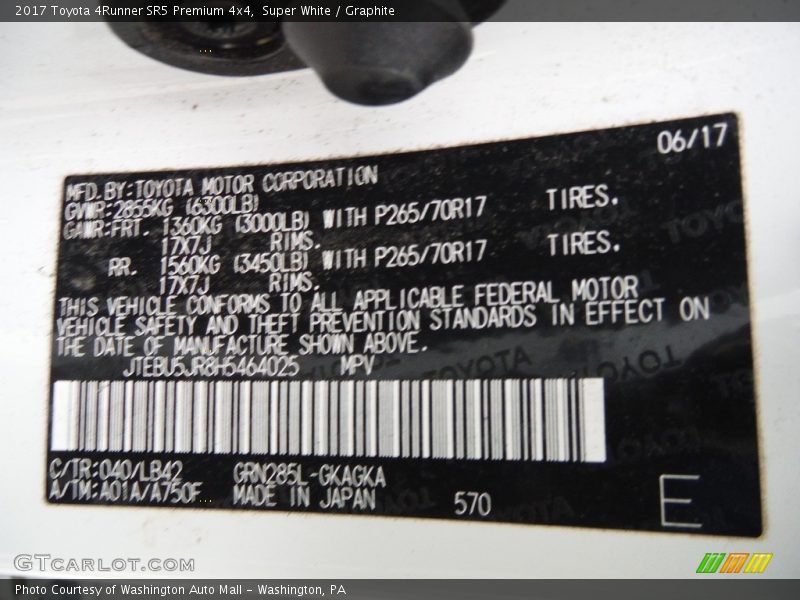 2017 Toyota 4Runner SR5 Premium 4x4, Super White / Graphite
06/17
MFD. BY:TOYOTA MOTOR CORPORATION
GVWR:2855KG (6300LB)
GAWR:FRT. 1360KG (3000LB) WITH P265/70R17 TIRES.
17X7J RIMS.
RR. 1560KG (3450LB) WITH P265/70R17 TIRES.
17X7J RIMS.
THIS VEHICLE CONFORMS TO ALL APPLICABLE FEDERAL MOTOR
VEHICLE SAFETY AND THEFT PREVENTION STANDARDS IN EFFECT ON
THE DATE OF MANUFACTURE SHOWN ABOVE.
JTEBU5JR8H5464025 MPV
C/TR:040/LB42 GRN285L-GKAGKA
A/TM:A01A/A750F MADE IN JAPAN 570 E
GTCarLot.com
Photo Courtesy of Washington Auto Mall - Washington, PA